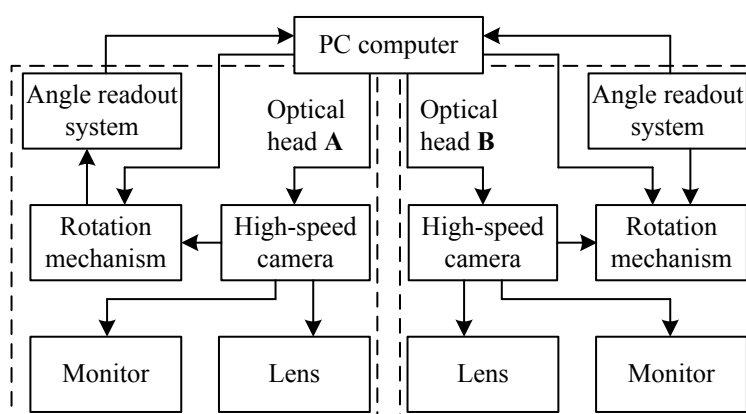 PC computer
Angle readout
system
Optical
head A
Optical
head B
Angle readout
system
Rotation
mechanism
High-speed
camera
High-speed
camera
Rotation
mechanism
Monitor
Lens
Lens
Monitor